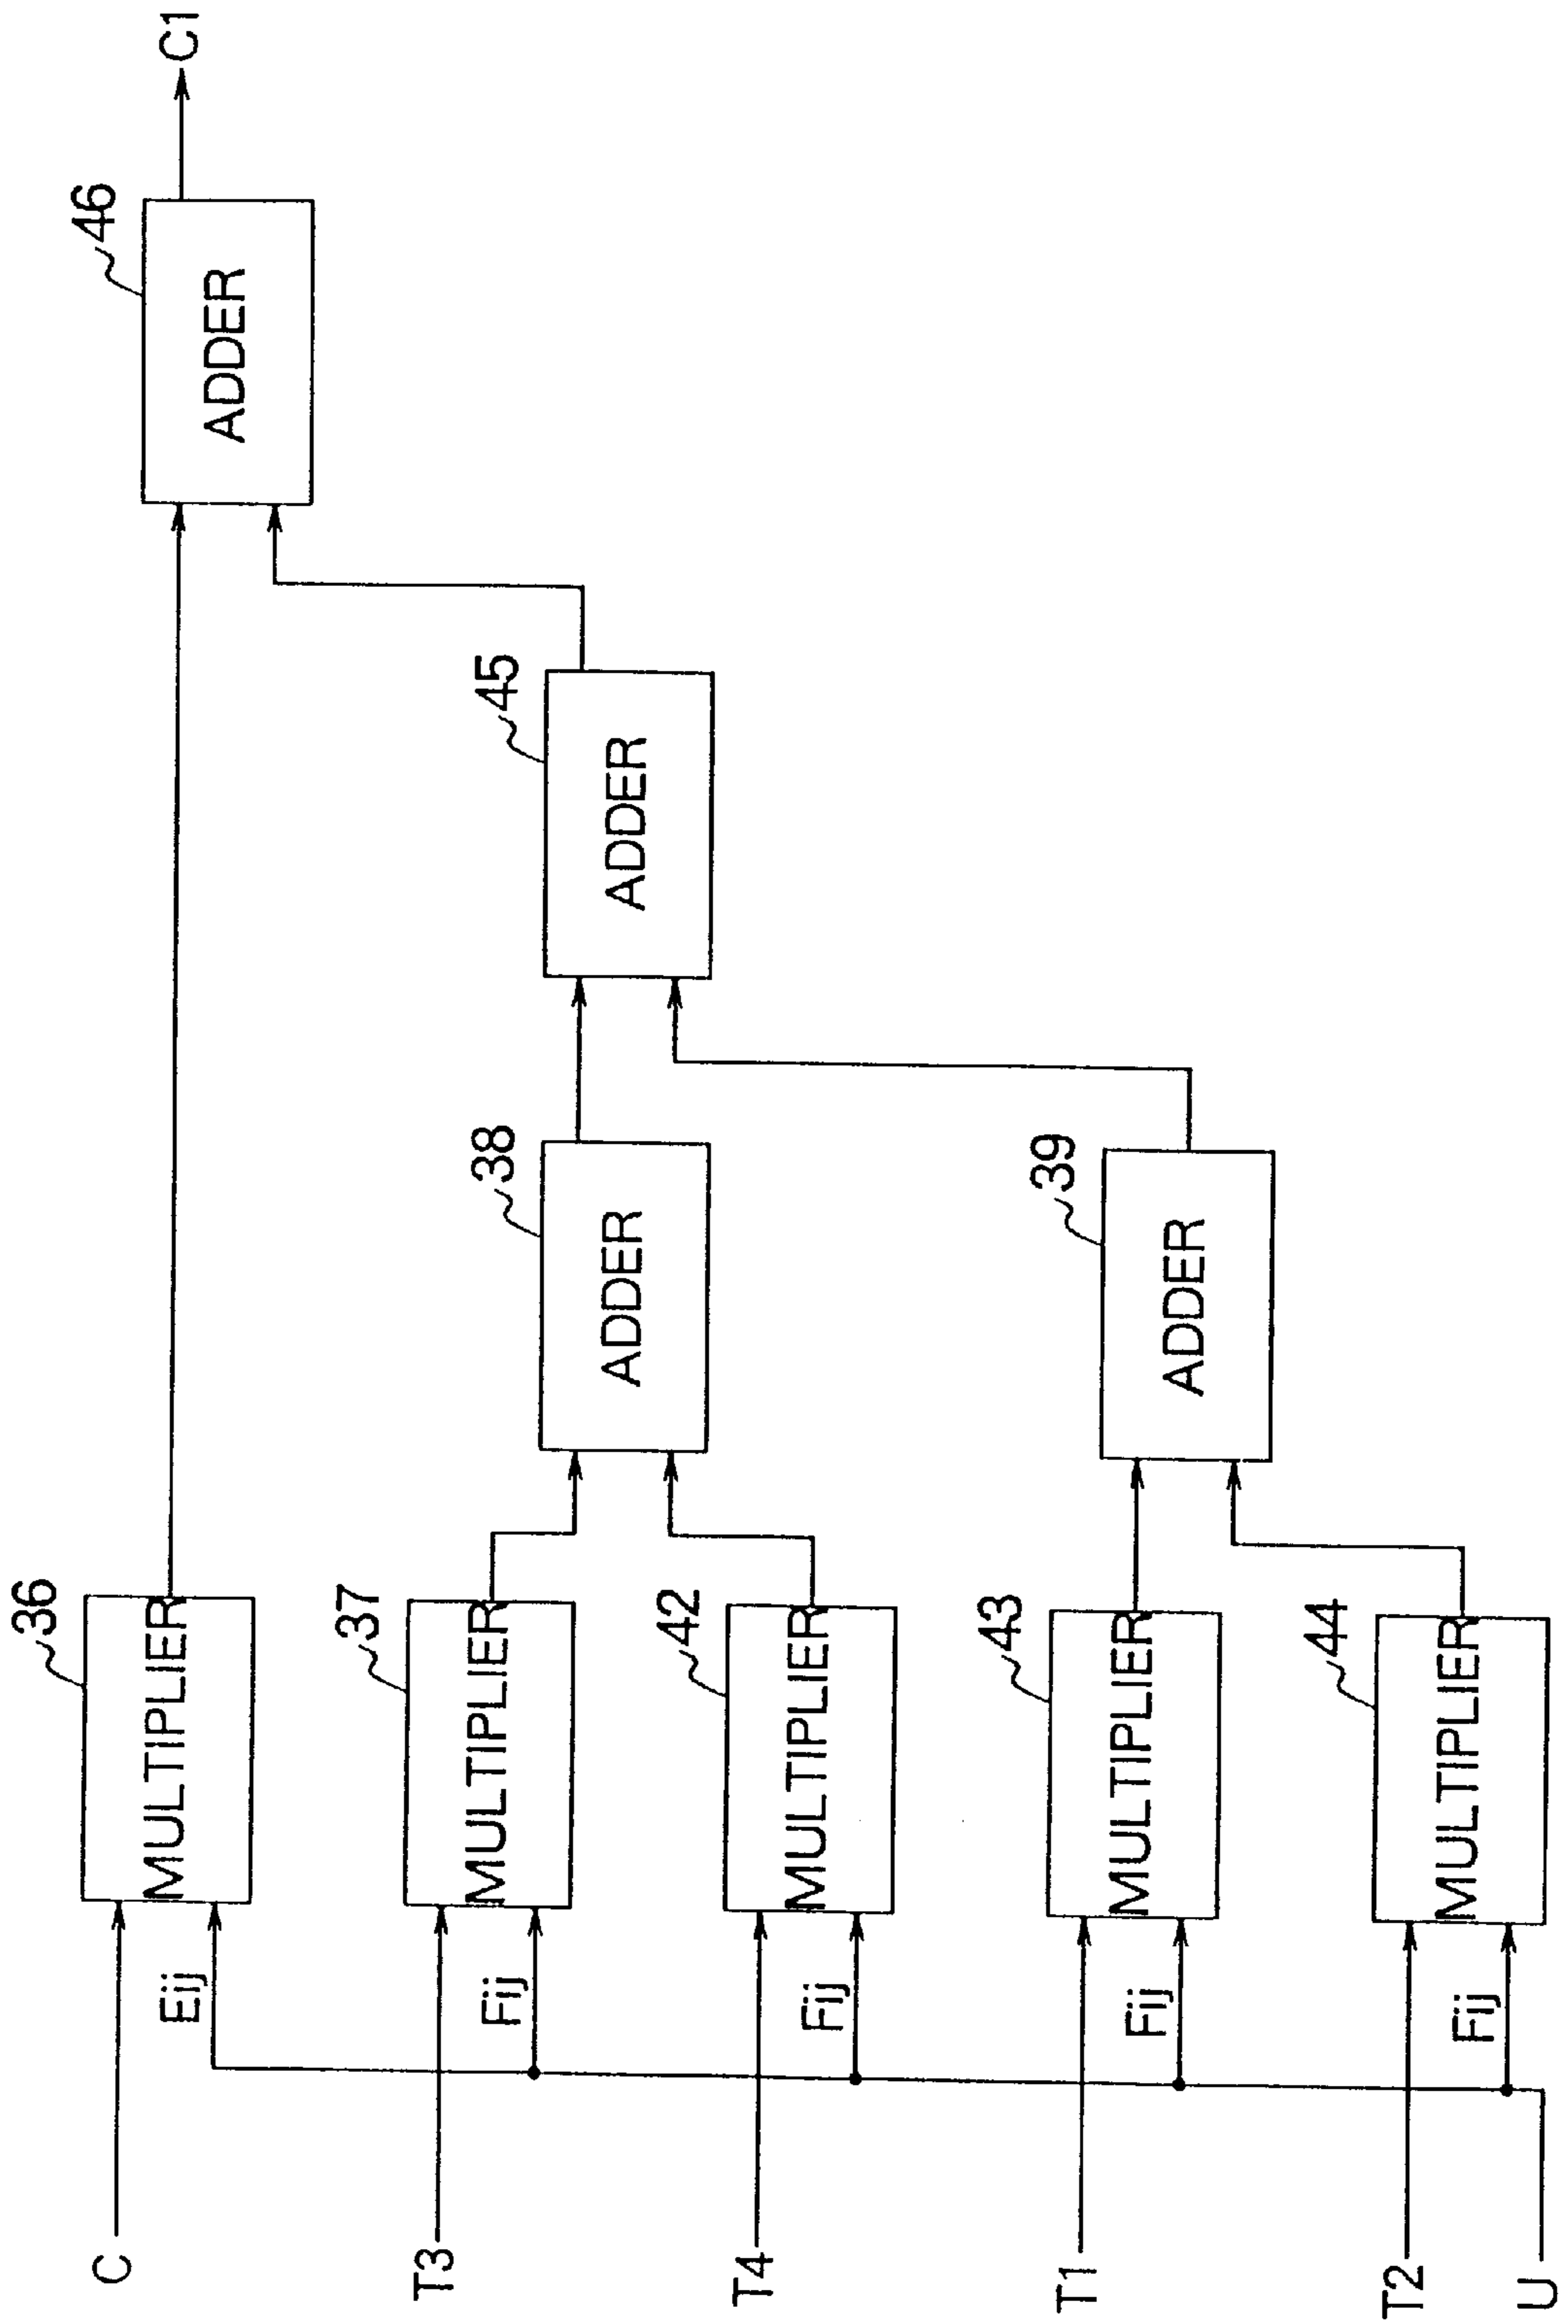 C
Eij
36
MULTIPLIER
46
ADDER
C1
T3
Fij
37
MULTIPLIER
38
ADDER
45
ADDER
T4
Fij
42
MULTIPLIER
T1
Fij
43
MULTIPLIER
39
ADDER
T2
Fij
44
MULTIPLIER
U